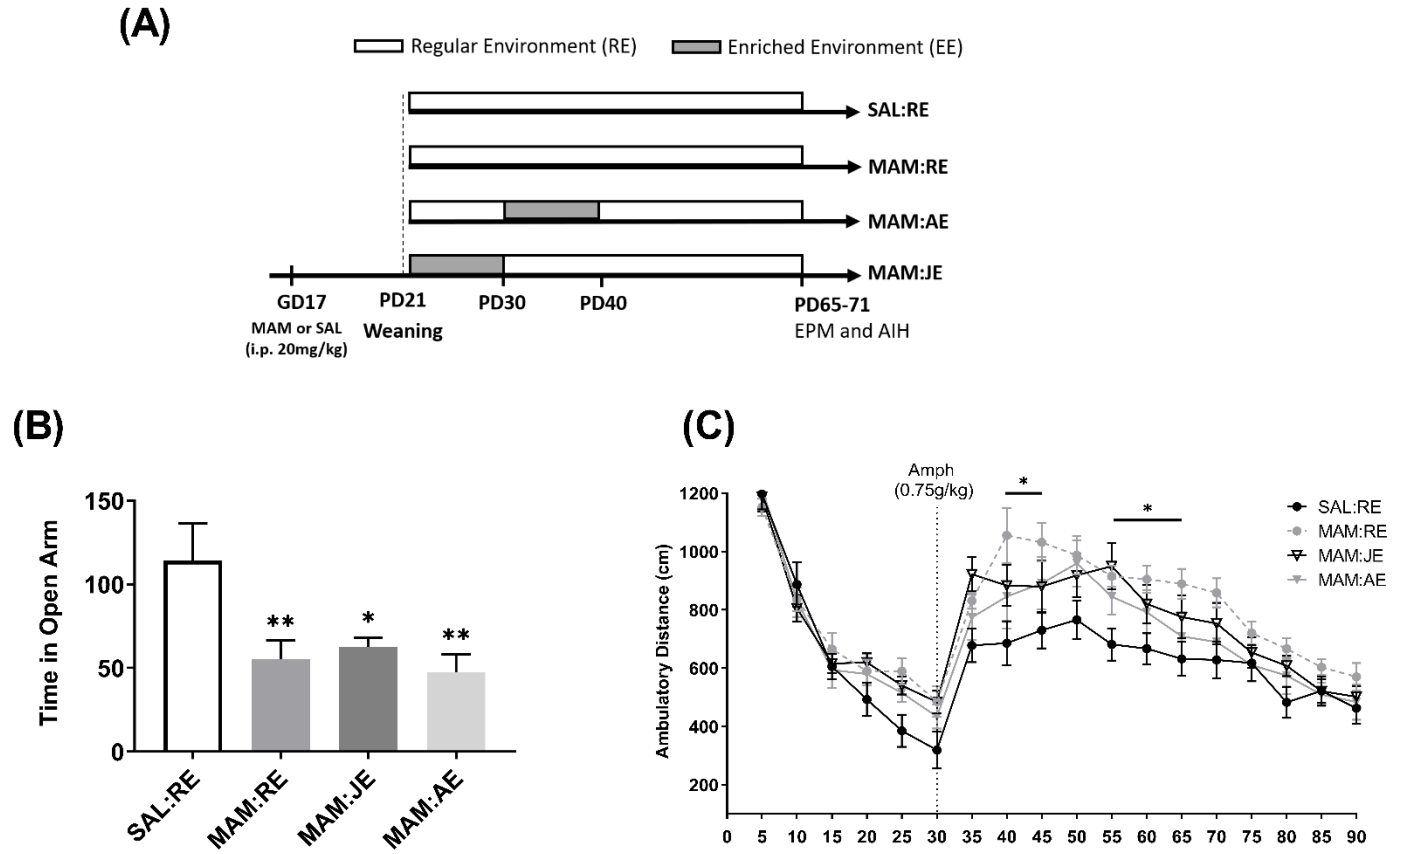 (A)
Regular Environment (RE)
Enriched Environment (EE)
SAL:RE
MAM:RE
MAM:AE
MAM:JE
GD17
MAM or SAL
(i.p. 20mg/kg)
PD21
Weaning
PD30
PD40
PD65-71
EPM and AIH
(B)
Time in Open Arm
150
100
50
0
**
*
**
SAL:RE
MAM:RE
MAM:JE
MAM:AE
(C)
Amph
(0.75g/kg)
*
*
SAL:RE
MAM:RE
MAM:JE
MAM:AE
Ambulatory Distance (cm)
1200
1000
800
600
400
200
0 5 10 15 20 25 30 35 40 45 50 55 60 65 70 75 80 85 90